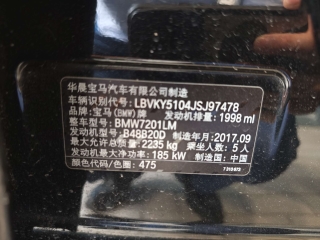 华晨宝马汽车有限公司制造
车辆识别代号: LBVKY5104JSJ97478
品牌:宝马(BMW)牌 发动机排量: 1998 ml
整车型号: BMW7201LM
发动机型号: B48B20D 制造年月: 2017.09
最大允许总质量: 2235 kg 乘坐人数: 5人
发动机最大净功率: 185 kW 制造国: 中国
颜色代码/色圈: 475